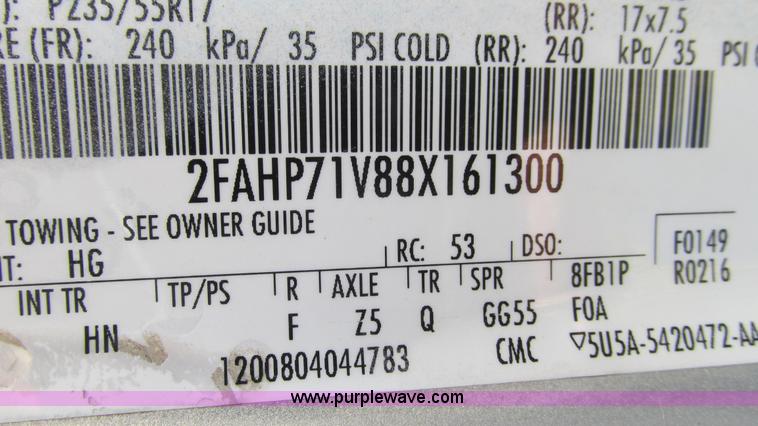 ): P235/55R17 (RR): 17x7.5
RE (FR): 240 kPa/ 35 PSI COLD (RR): 240 kPa/ 35 PSI
2FAHP71V88X161300
TOWING - SEE OWNER GUIDE
NT: HG RC: 53 DSO: F0149
INT TR TP/PS R AXLE TR SPR 8FB1P R0216
HN F Z5 Q GG55 F0A
1200804044783 CMC ▽5U5A-5420472-AA
www.purplewave.com